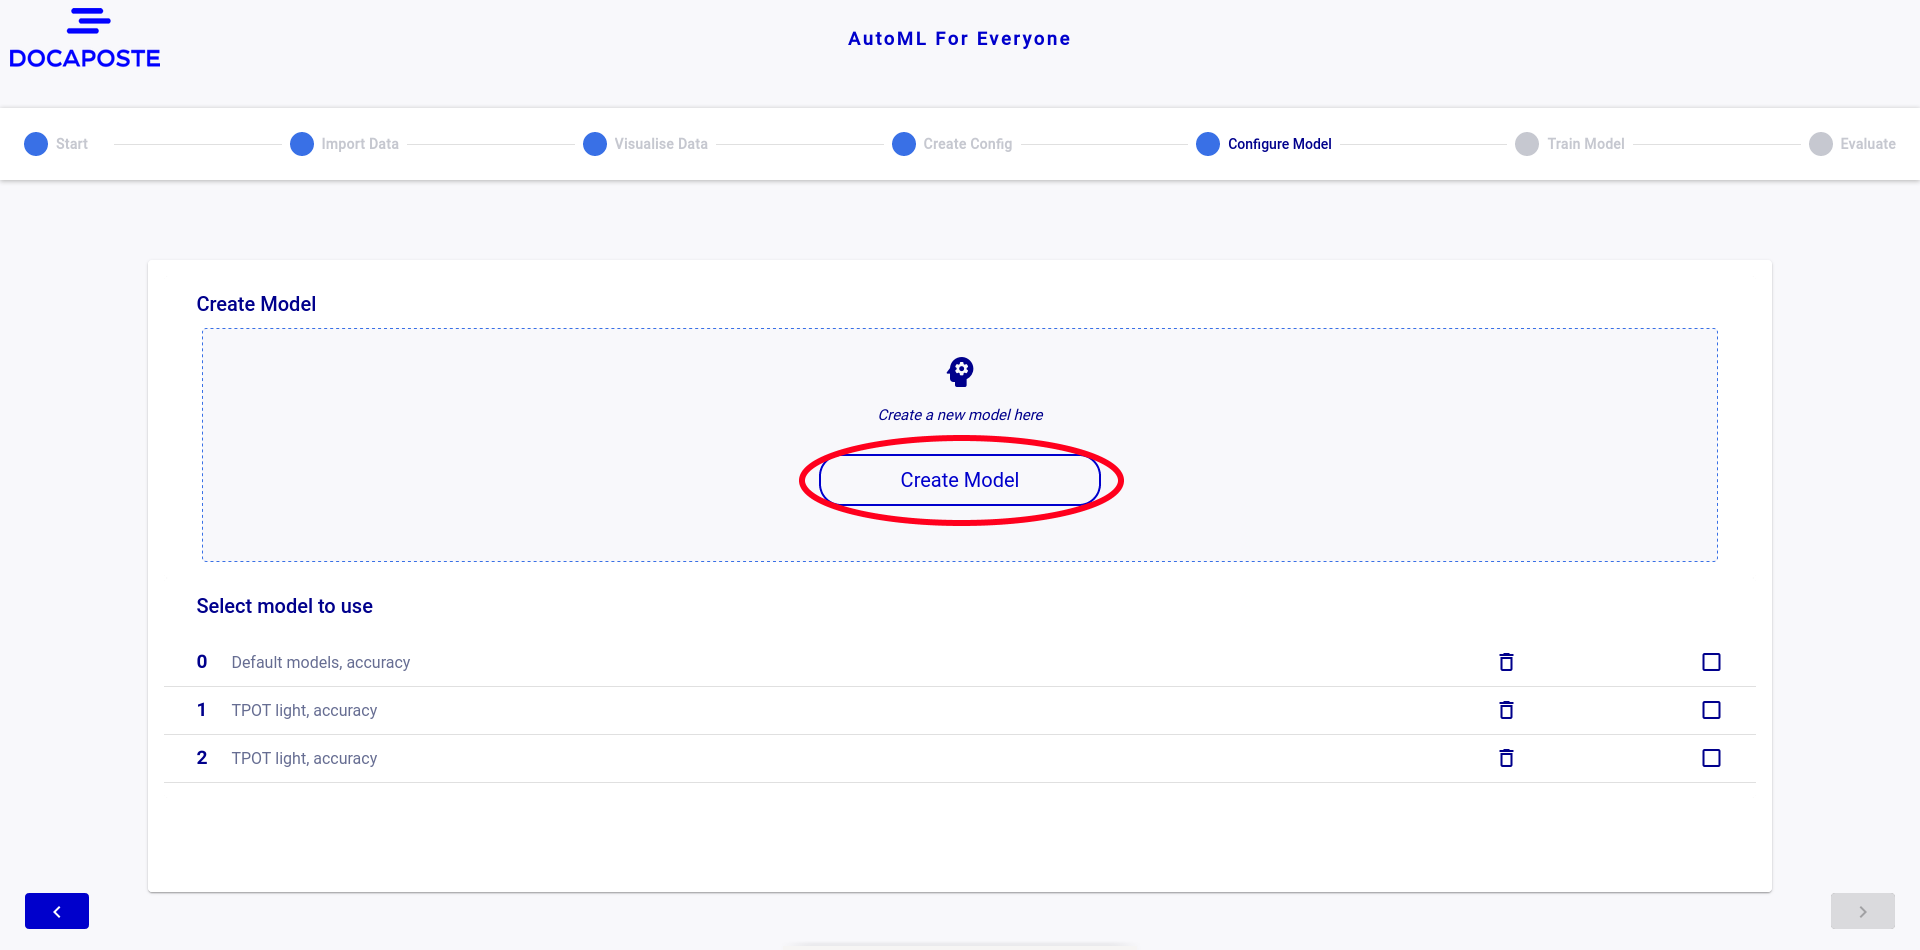 DOCAPOSTE
AutoML For Everyone
Start Import Data Visualise Data Create Config Configure Model Train Model Evaluate
Create Model
Create a new model here
Create Model
Select model to use
0 Default models, accuracy
1 TPOT light, accuracy
2 TPOT light, accuracy